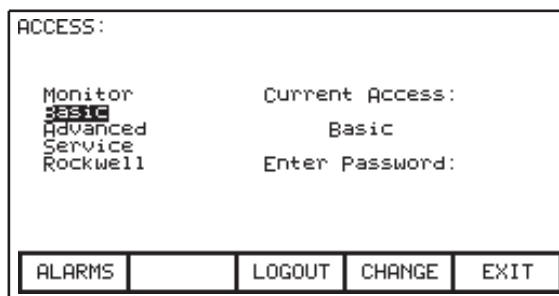 ACCESS:
Monitor
Basic
Advanced
Service
Rockwell
Current Access:
Basic
Enter Password:
ALARMS LOGOUT CHANGE EXIT